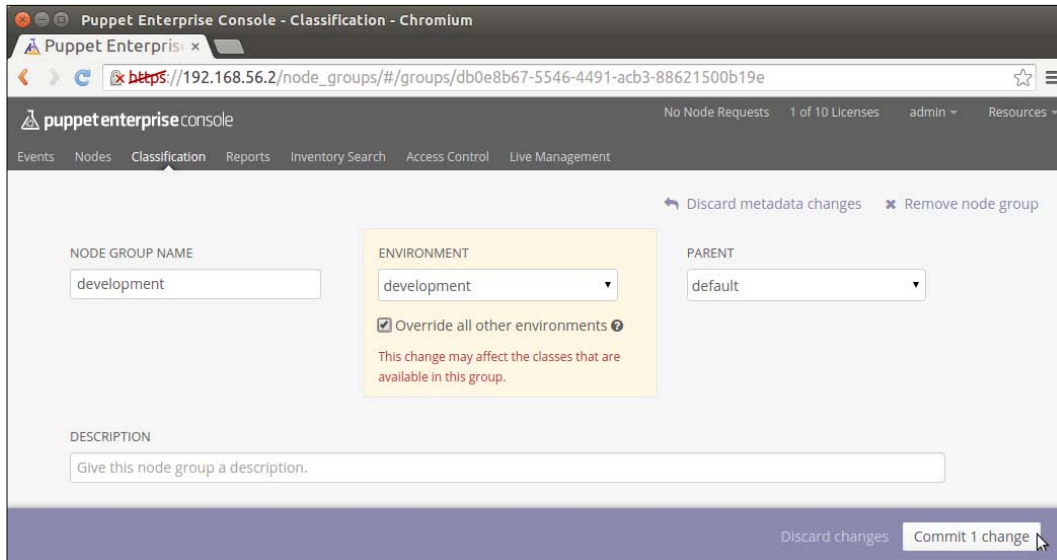 Puppet Enterprise Console - Classification - Chromium
Puppet Enterpris
https://192.168.56.2/node_groups/#/groups/db0e8b67-5546-4491-acb3-88621500b19e
puppet enterprise console
No Node Requests 1 of 10 Licenses admin Resources
Events Nodes Classification Reports Inventory Search Access Control Live Management
Discard metadata changes Remove node group
NODE GROUP NAME ENVIRONMENT PARENT
development development default
Override all other environments ?
This change may affect the classes that are
available in this group.
DESCRIPTION
Give this node group a description.
Discard changes Commit 1 change